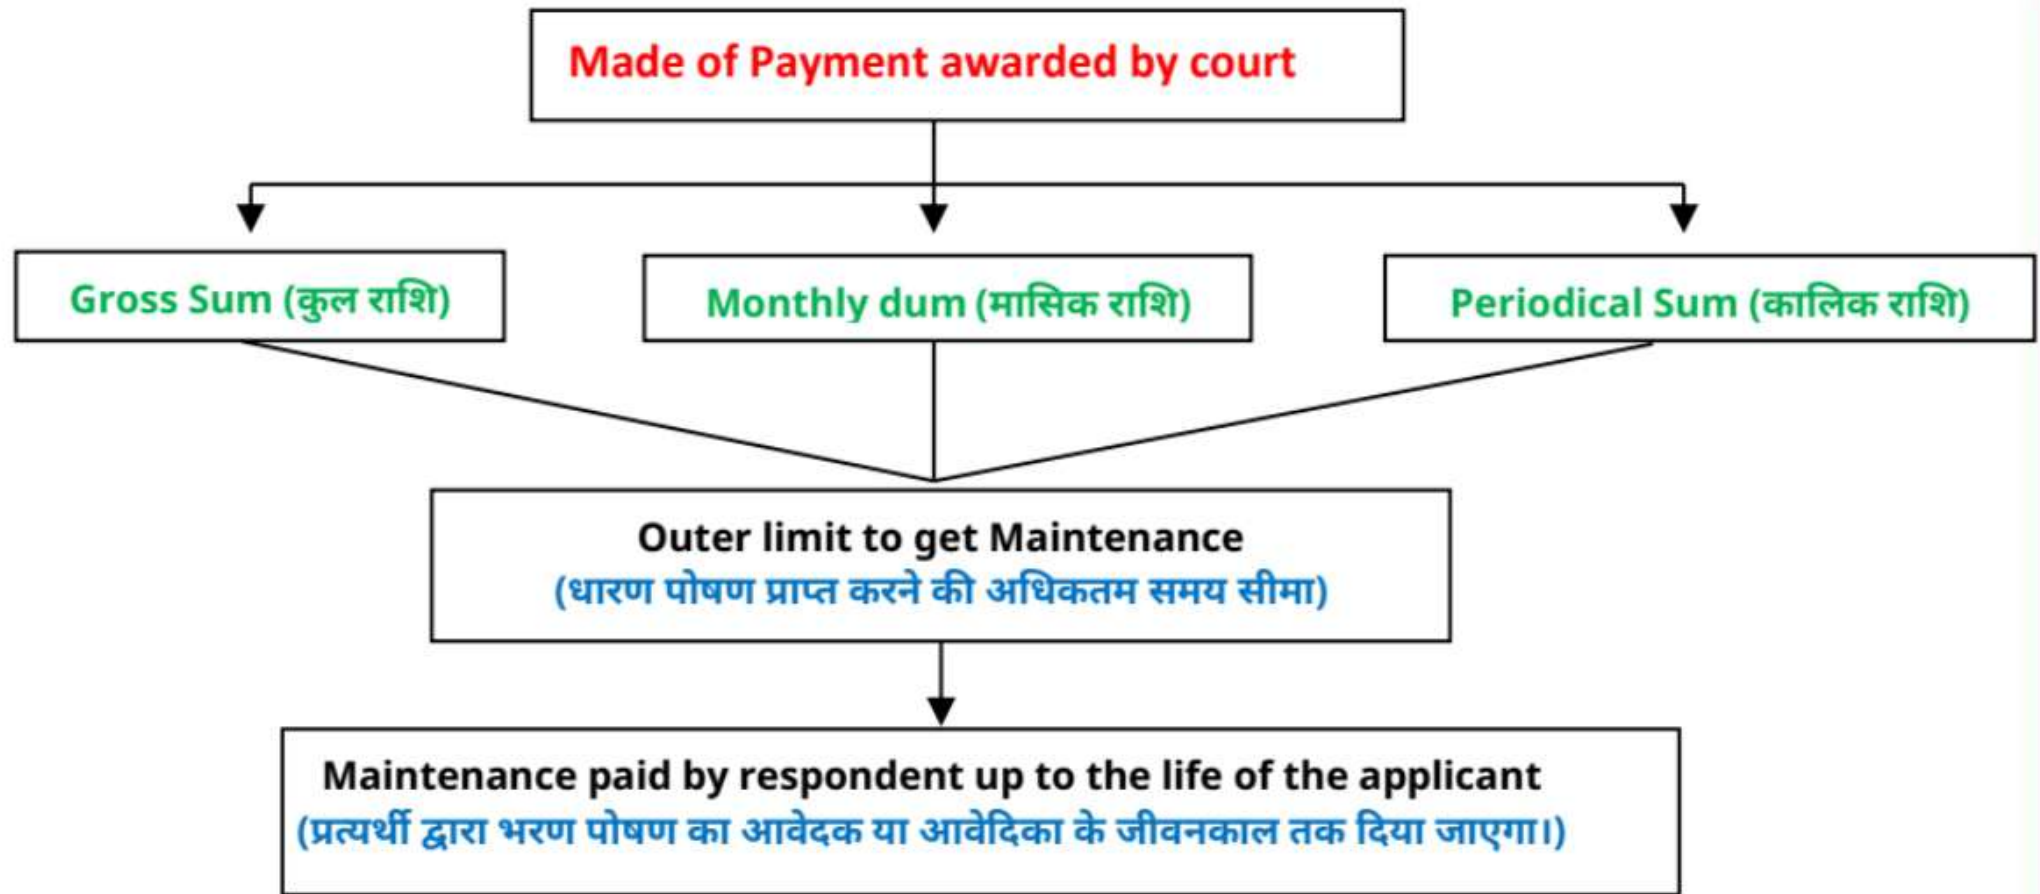 Made of Payment awarded by court
Gross Sum (कुल राशि)
Monthly dum (मासिक राशि)
Periodical Sum (कालिक राशि)
Outer limit to get Maintenance
(धारण पोषण प्राप्त करने की अधिकतम समय सीमा)
Maintenance paid by respondent up to the life of the applicant
(प्रत्यर्थी द्वारा भरण पोषण का आवेदक या आवेदिका के जीवनकाल तक दिया जाएगा।)